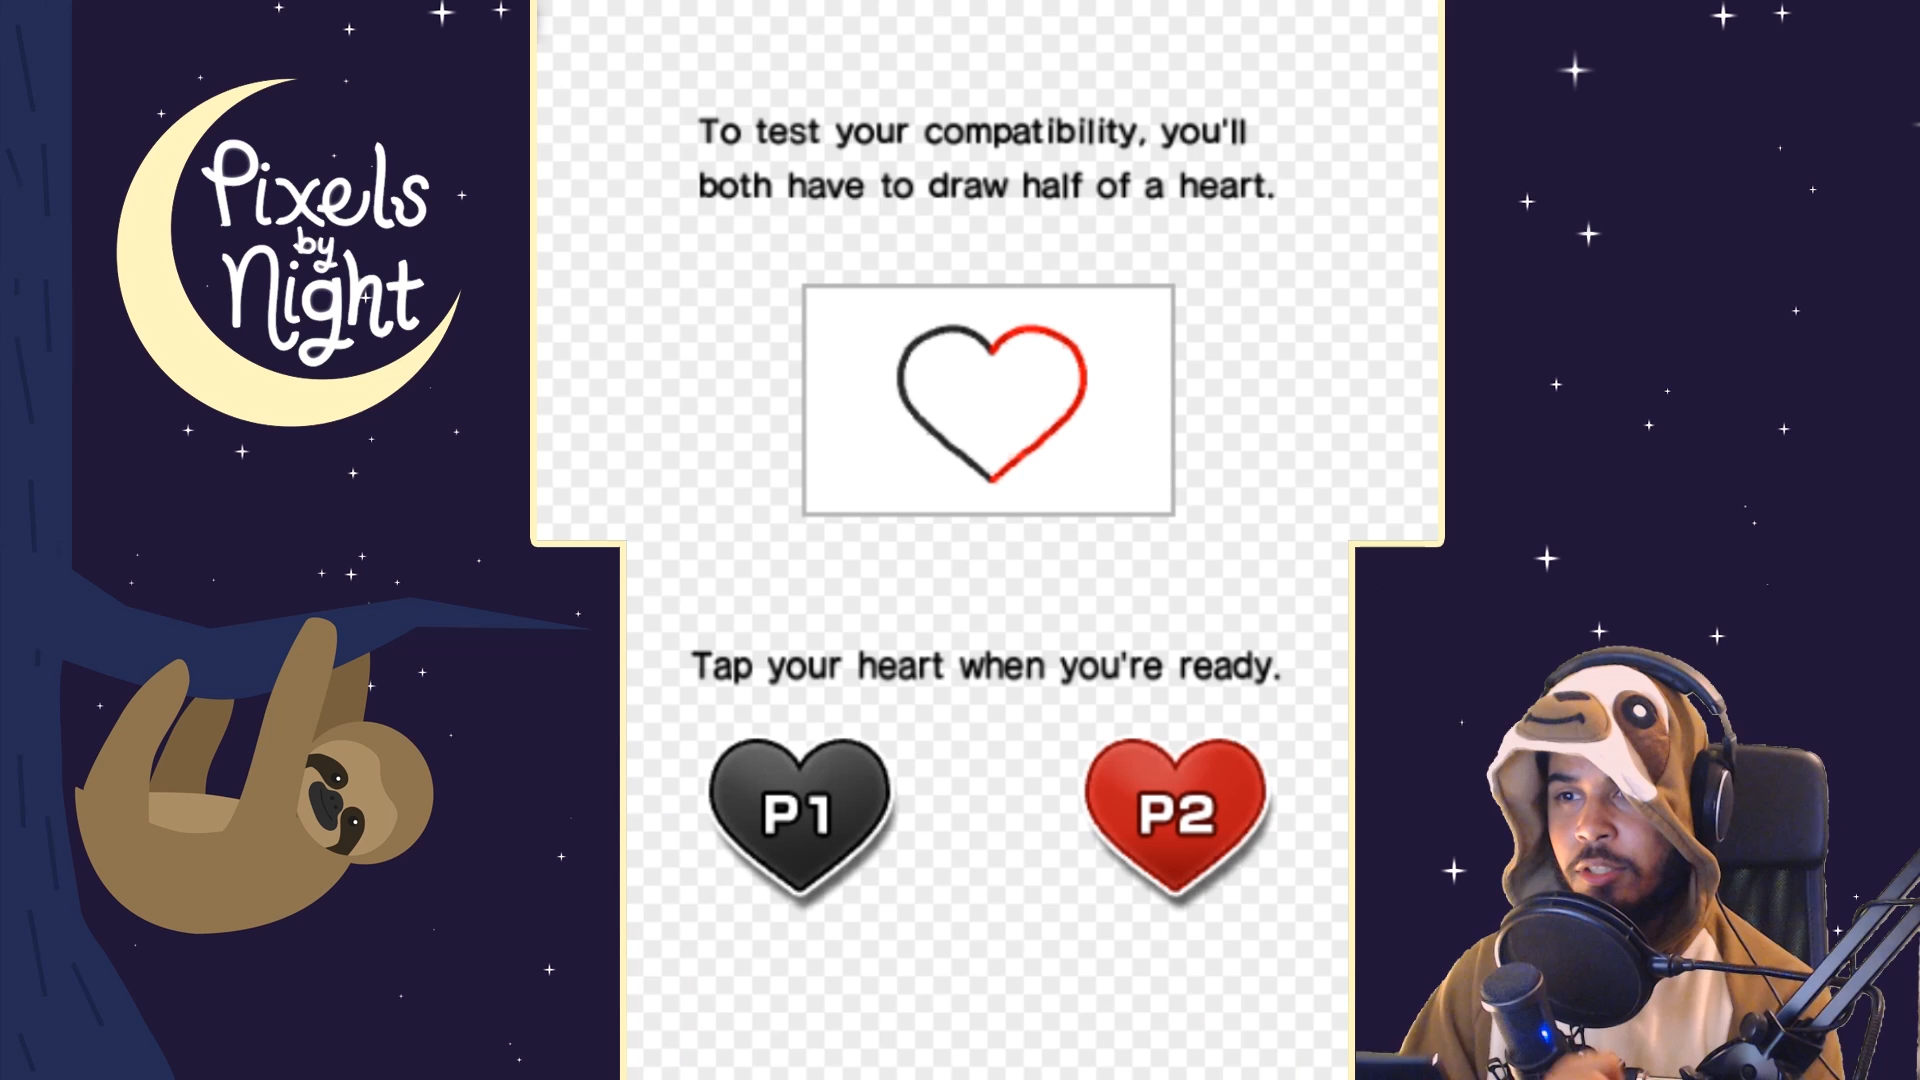 Pixels
by
Night
To test your compatibility, you'll
both have to draw half of a heart.
Tap your heart when you're ready.
P1
P2